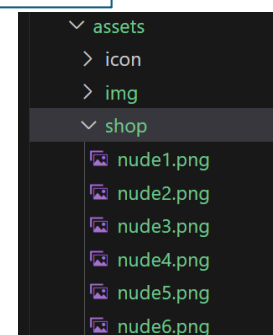 assets
icon
img
shop
nude1.png
nude2.png
nude3.png
nude4.png
nude5.png
nude6.png